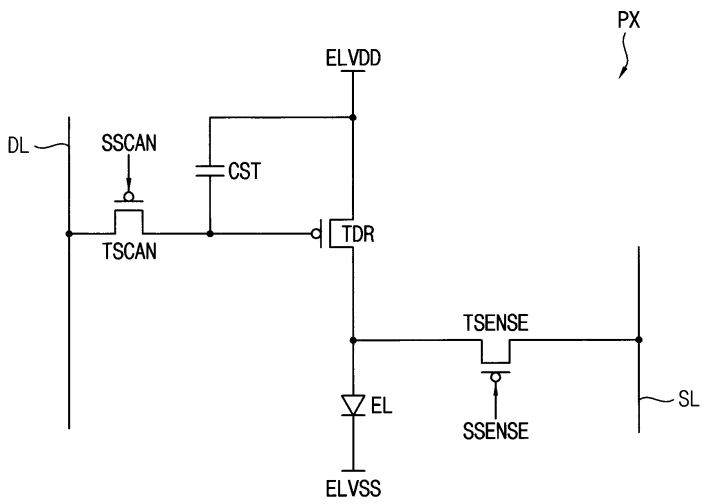 PX
ELVDD
DL
SSCAN
CST
TSCAN
TDR
TSENSE
EL
SL
SSENSE
ELVSS